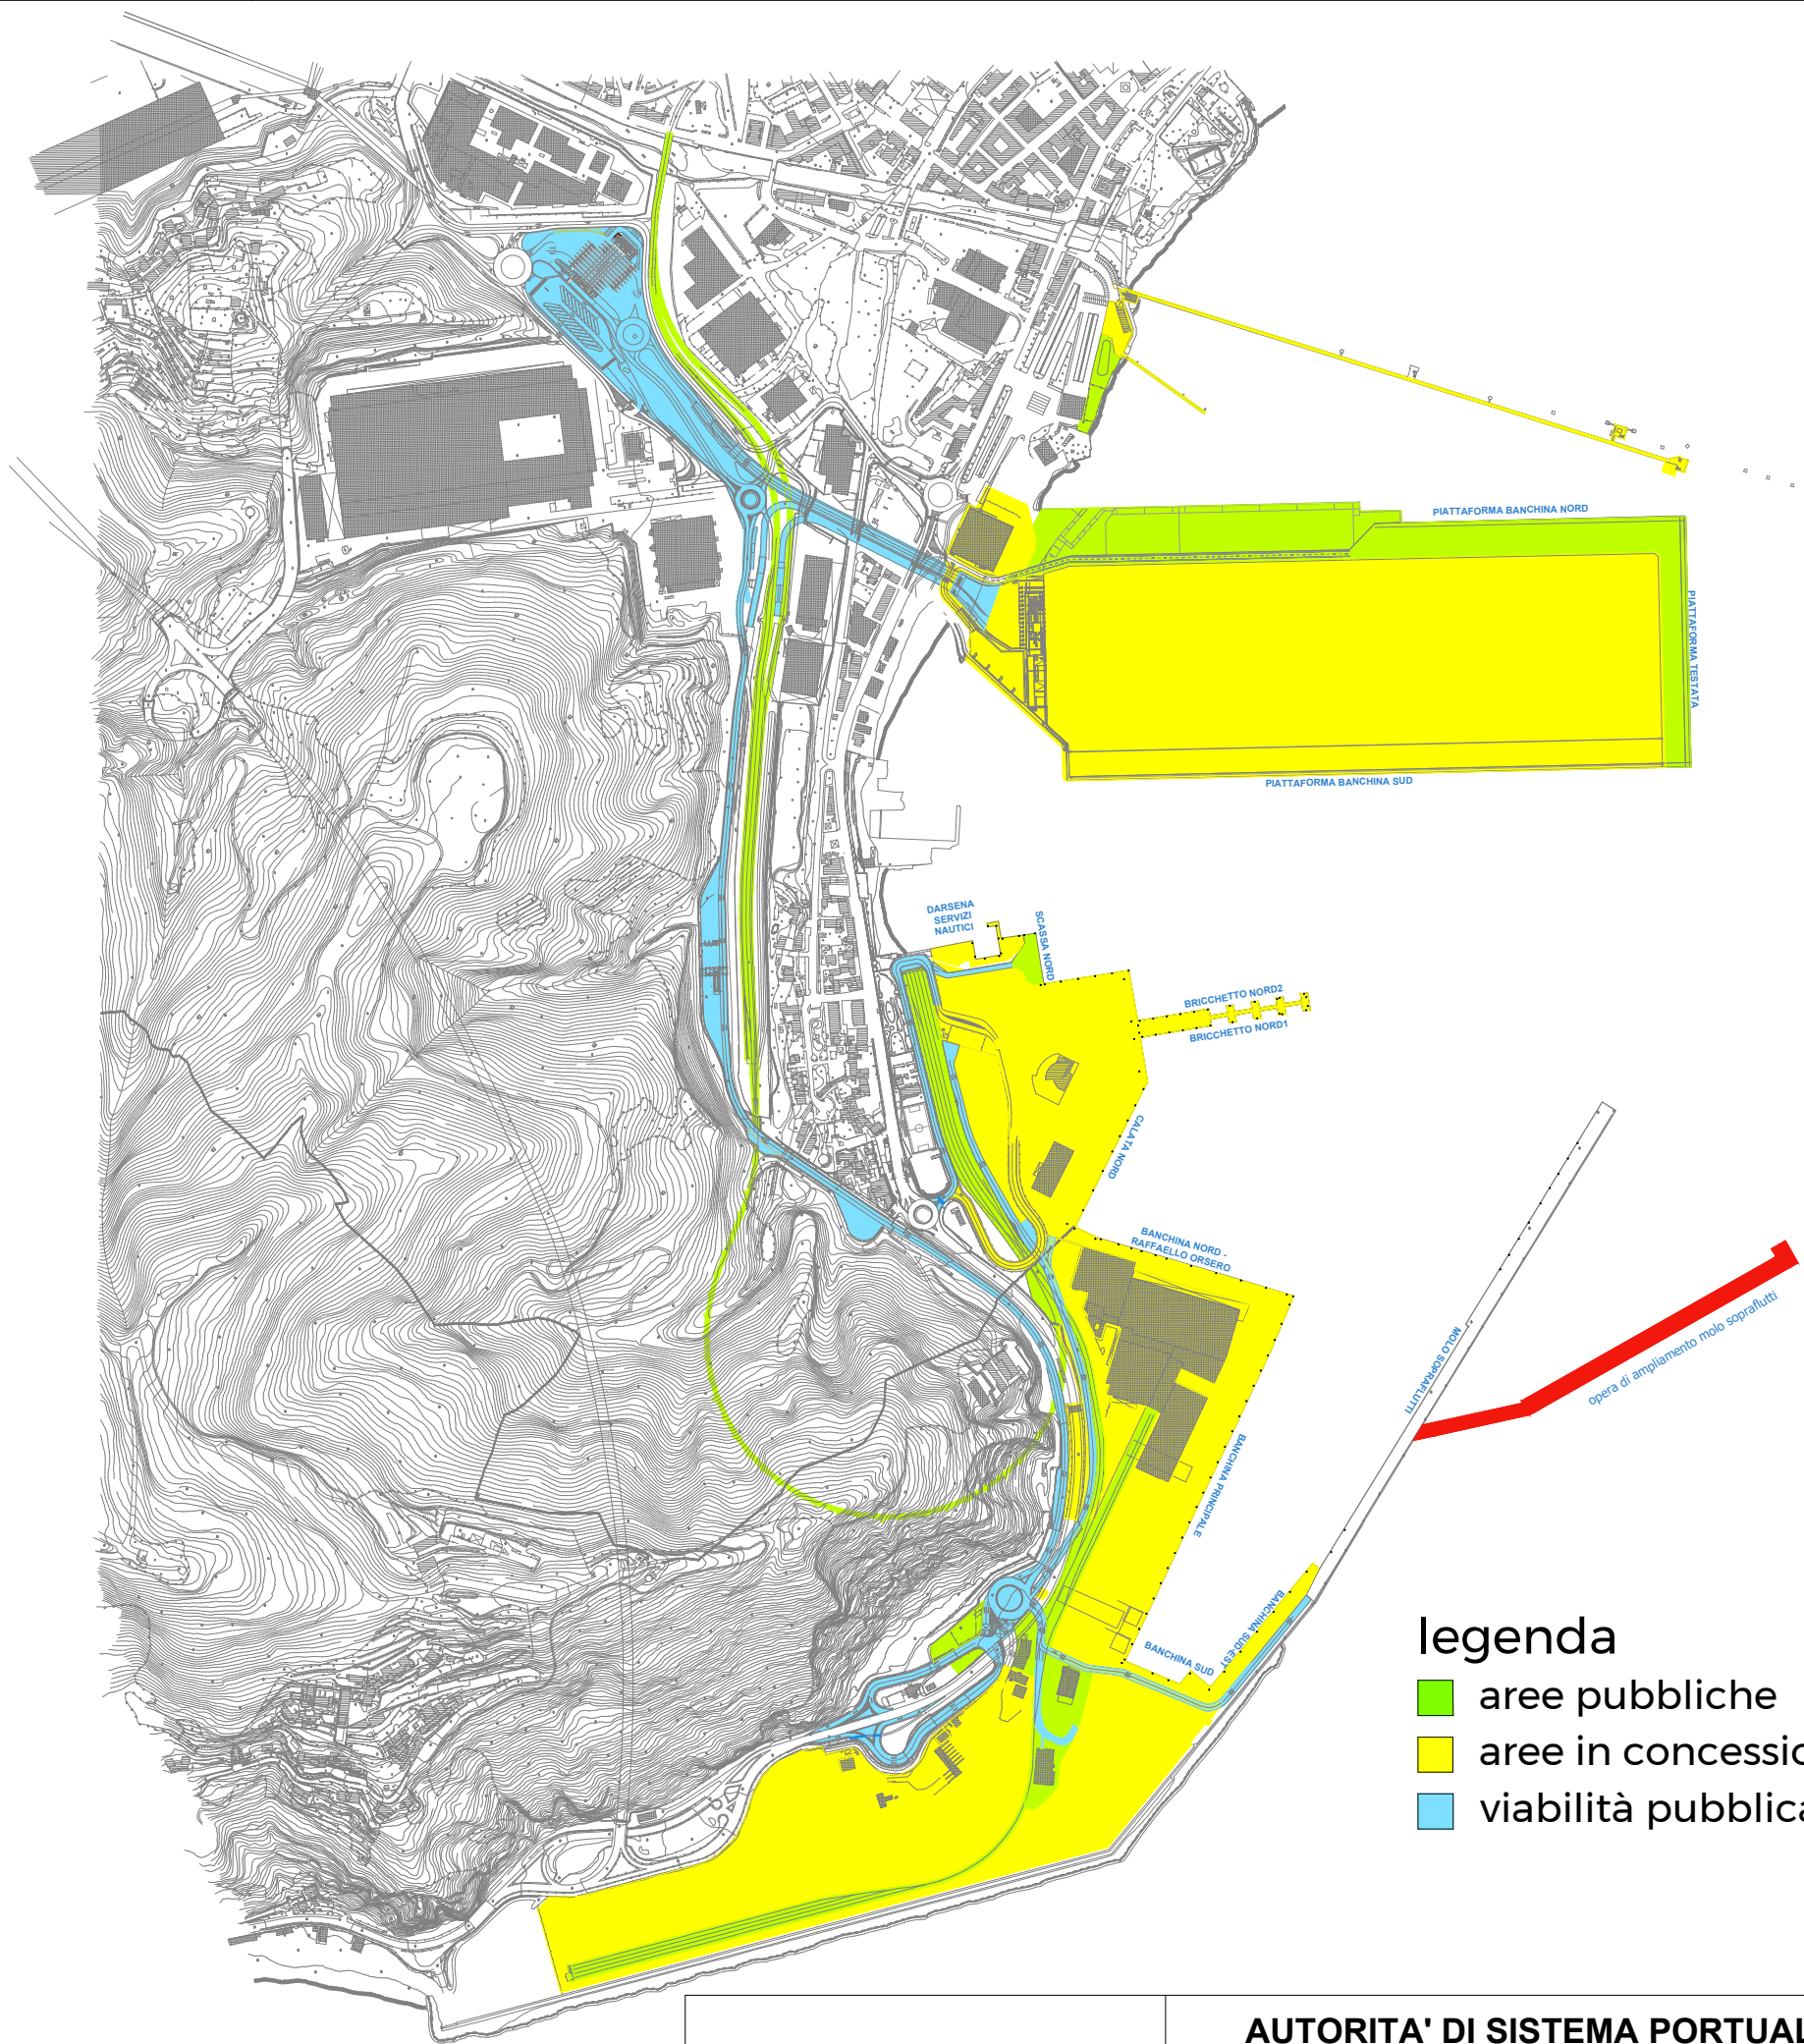 PIATTAFORMA BANCHINA NORD
PIATTAFORMA TESTATA
PIATTAFORMA BANCHINA SUD
DARSENA
SERVIZI
NAUTICI
SCASSA NORD
BRICCHETTO NORD2
BRICCHETTO NORD1
CALATA NORD
BANCHINA NORD -
RAFFAELLO ORSERO
MOLO SOPRAFLUTTI
opera di ampliamento molo sopraflutti
BANCHINA PRINCIPALE
BANCHINA SUD-EST
BANCHINA SUD
legenda
aree pubbliche
aree in concessio
viabilità pubblica
AUTORITA' DI SISTEMA PORTUAL